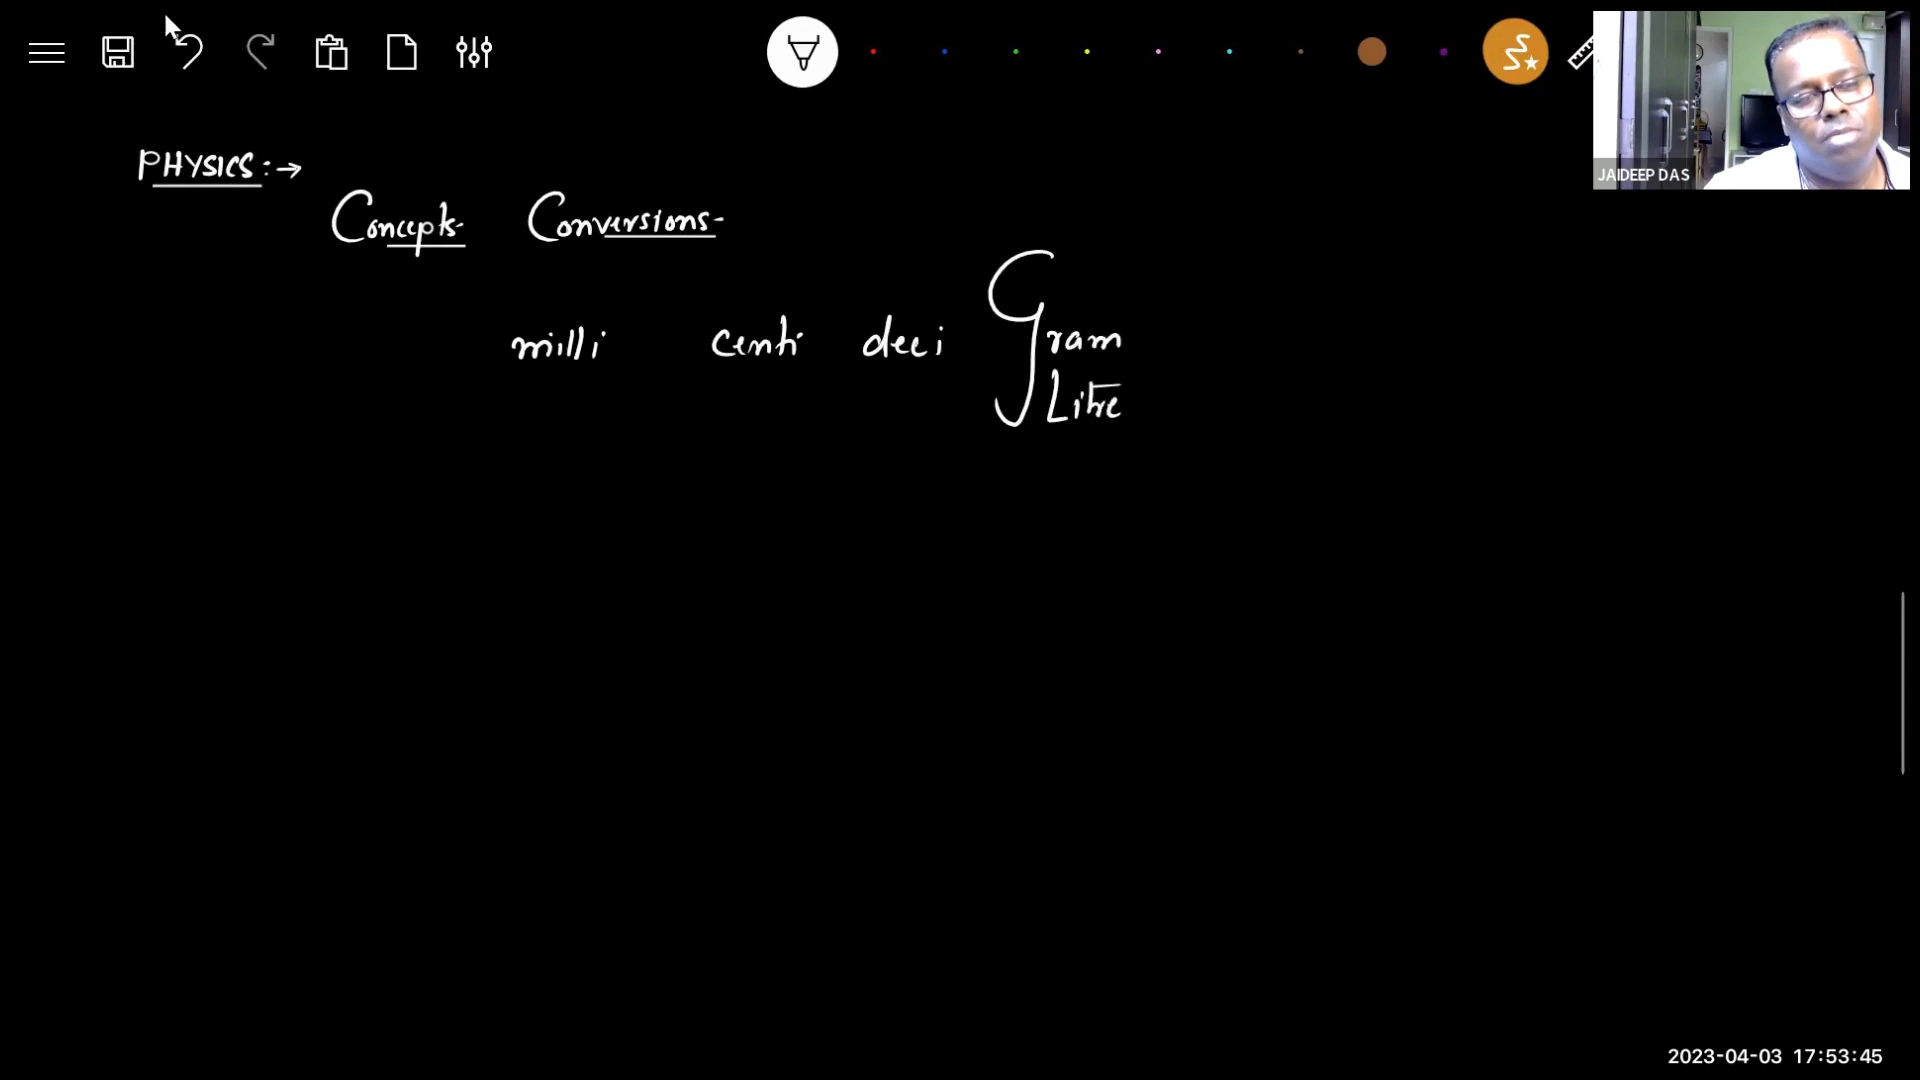 JAIDEEP DAS
PHYSICS:→
Concepts Conversions-
milli centi deci Gram
Litre
2023-04-03 17:53:45